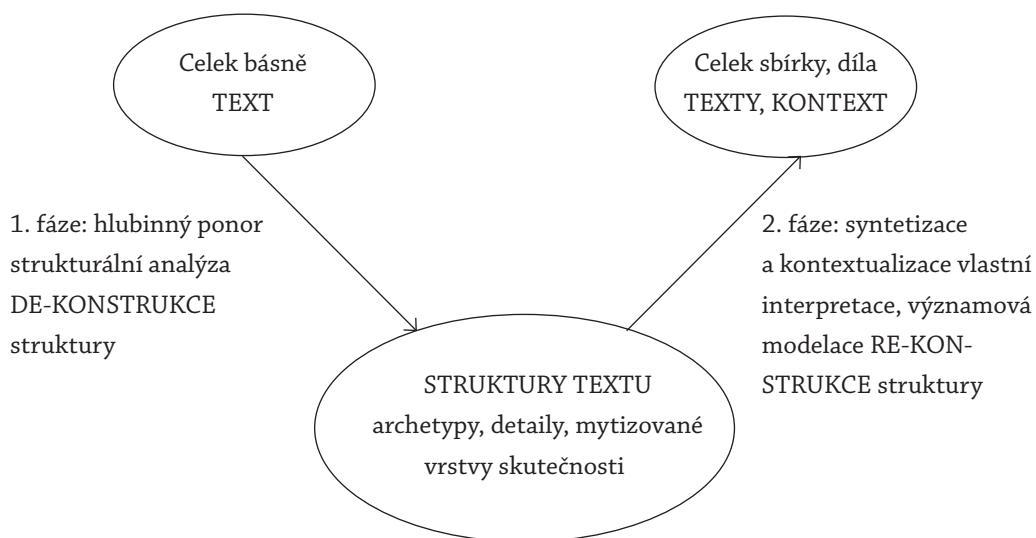 Celek básně
TEXT
Celek sbírky, díla
TEXTY, KONTEXT
1. fáze: hlubinný ponor
strukturální analýza
DE-KONSTRUKCE
struktury
2. fáze: syntetizace
a kontextualizace vlastní
interpretace, významová
modelace RE-KON-
STRUKCE struktury
STRUKTURY TEXTU
archetypy, detaily, mytizované
vrstvy skutečnosti